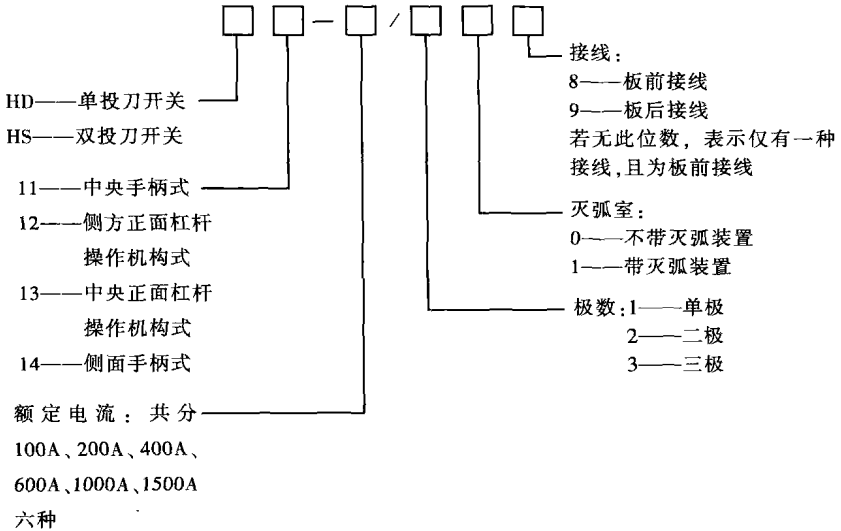 □ □ — □ / □ □ □
HD——单投刀开关
HS——双投刀开关
11——中央手柄式
12——侧方正面杠杆
操作机构式
13——中央正面杠杆
操作机构式
14——侧面手柄式
额定电流：共分
100A、200A、400A、
600A、1000A、1500A
六种
接线：
8——板前接线
9——板后接线
若无此位数，表示仅有一种
接线,且为板前接线
灭弧室：
0——不带灭弧装置
1——带灭弧装置
极数:1——单极
2——二极
3——三极